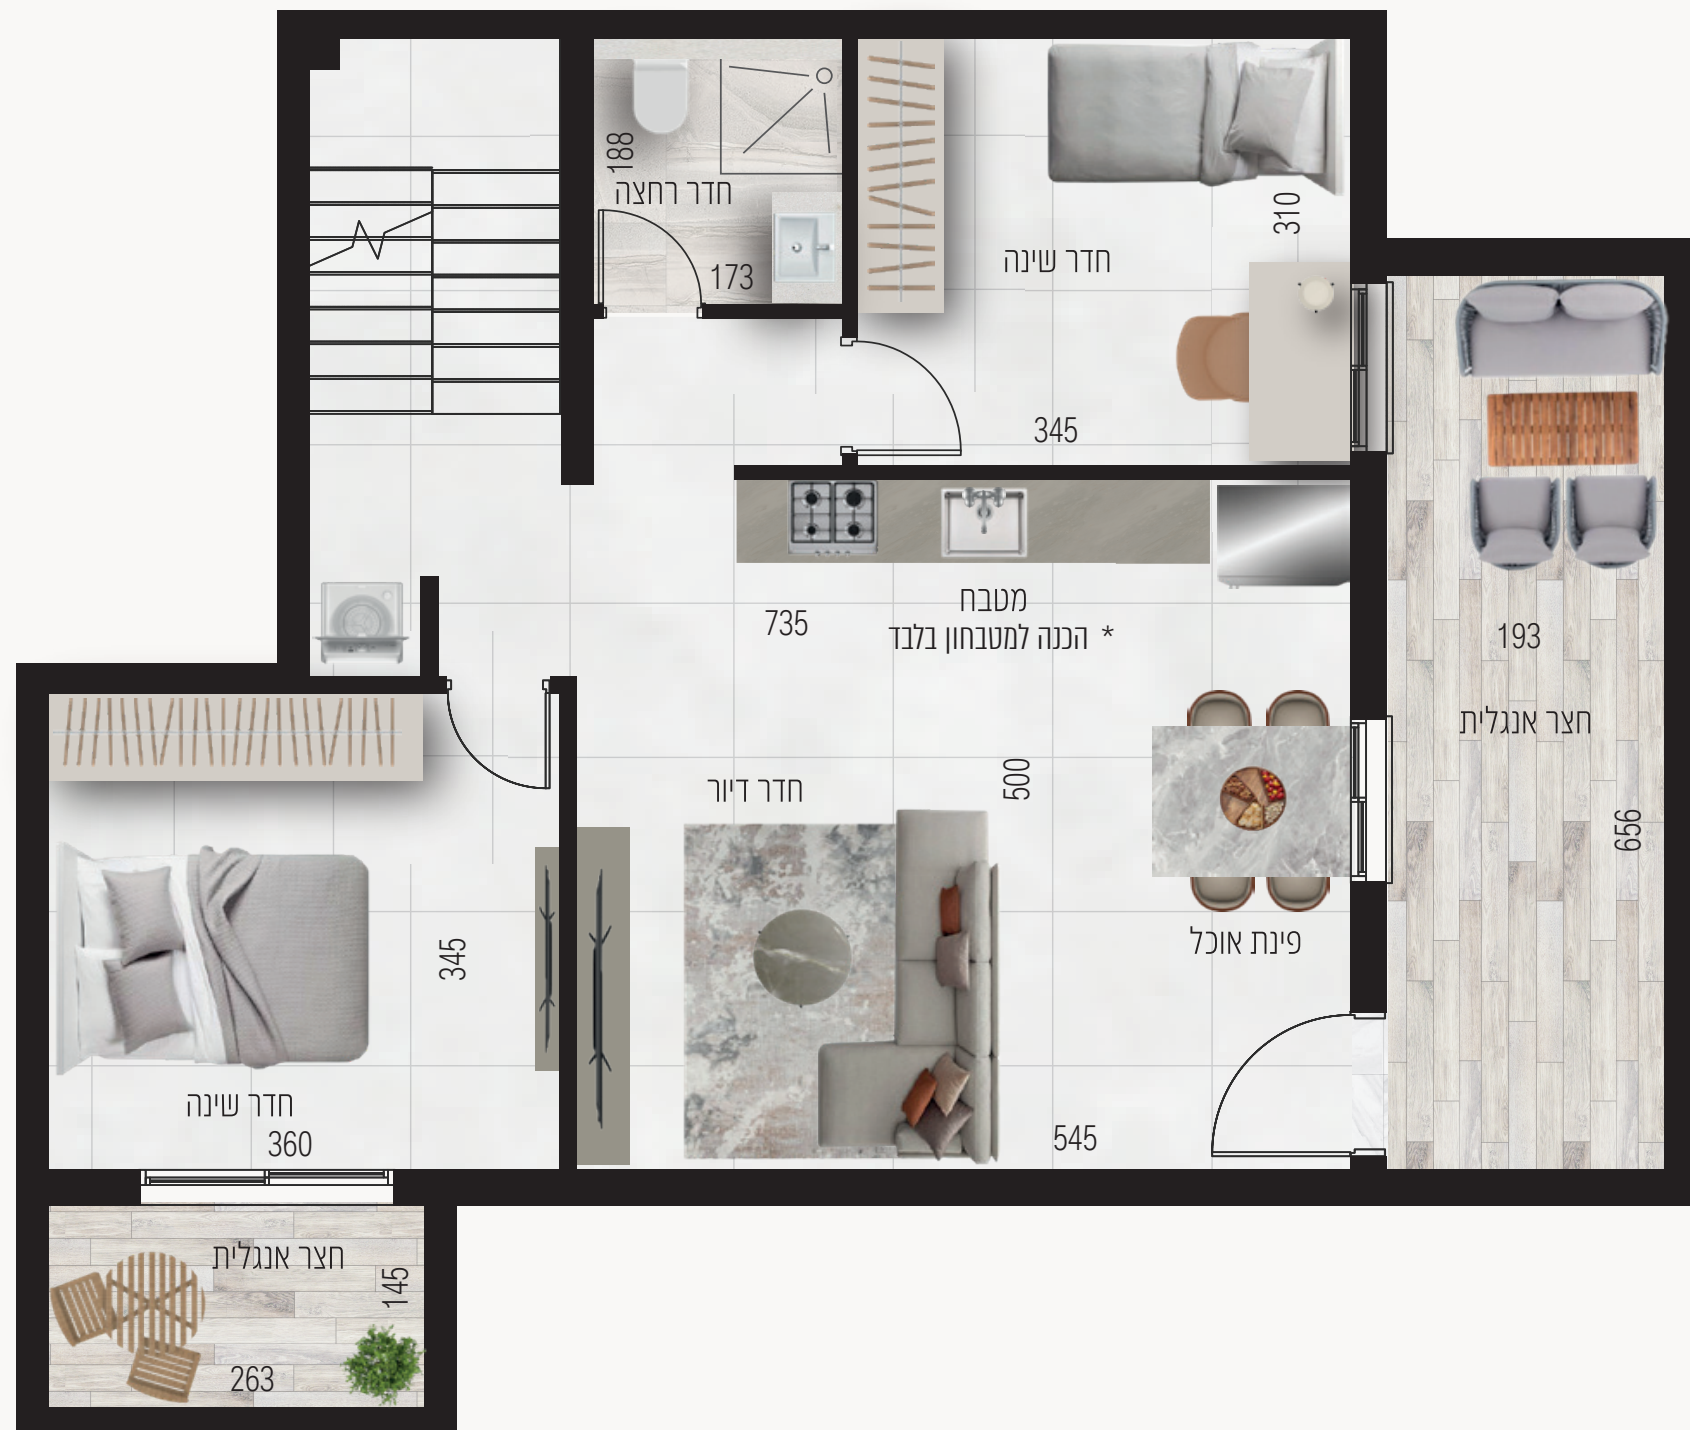 188
חדר רחצה
173
310
חדר שינה
345
מטבח
* הכנה למטבחון בלבד
735
193
חצר אנגלית
656
חדר דיור
500
פינת אוכל
545
345
חדר שינה
360
חצר אנגלית
145
263